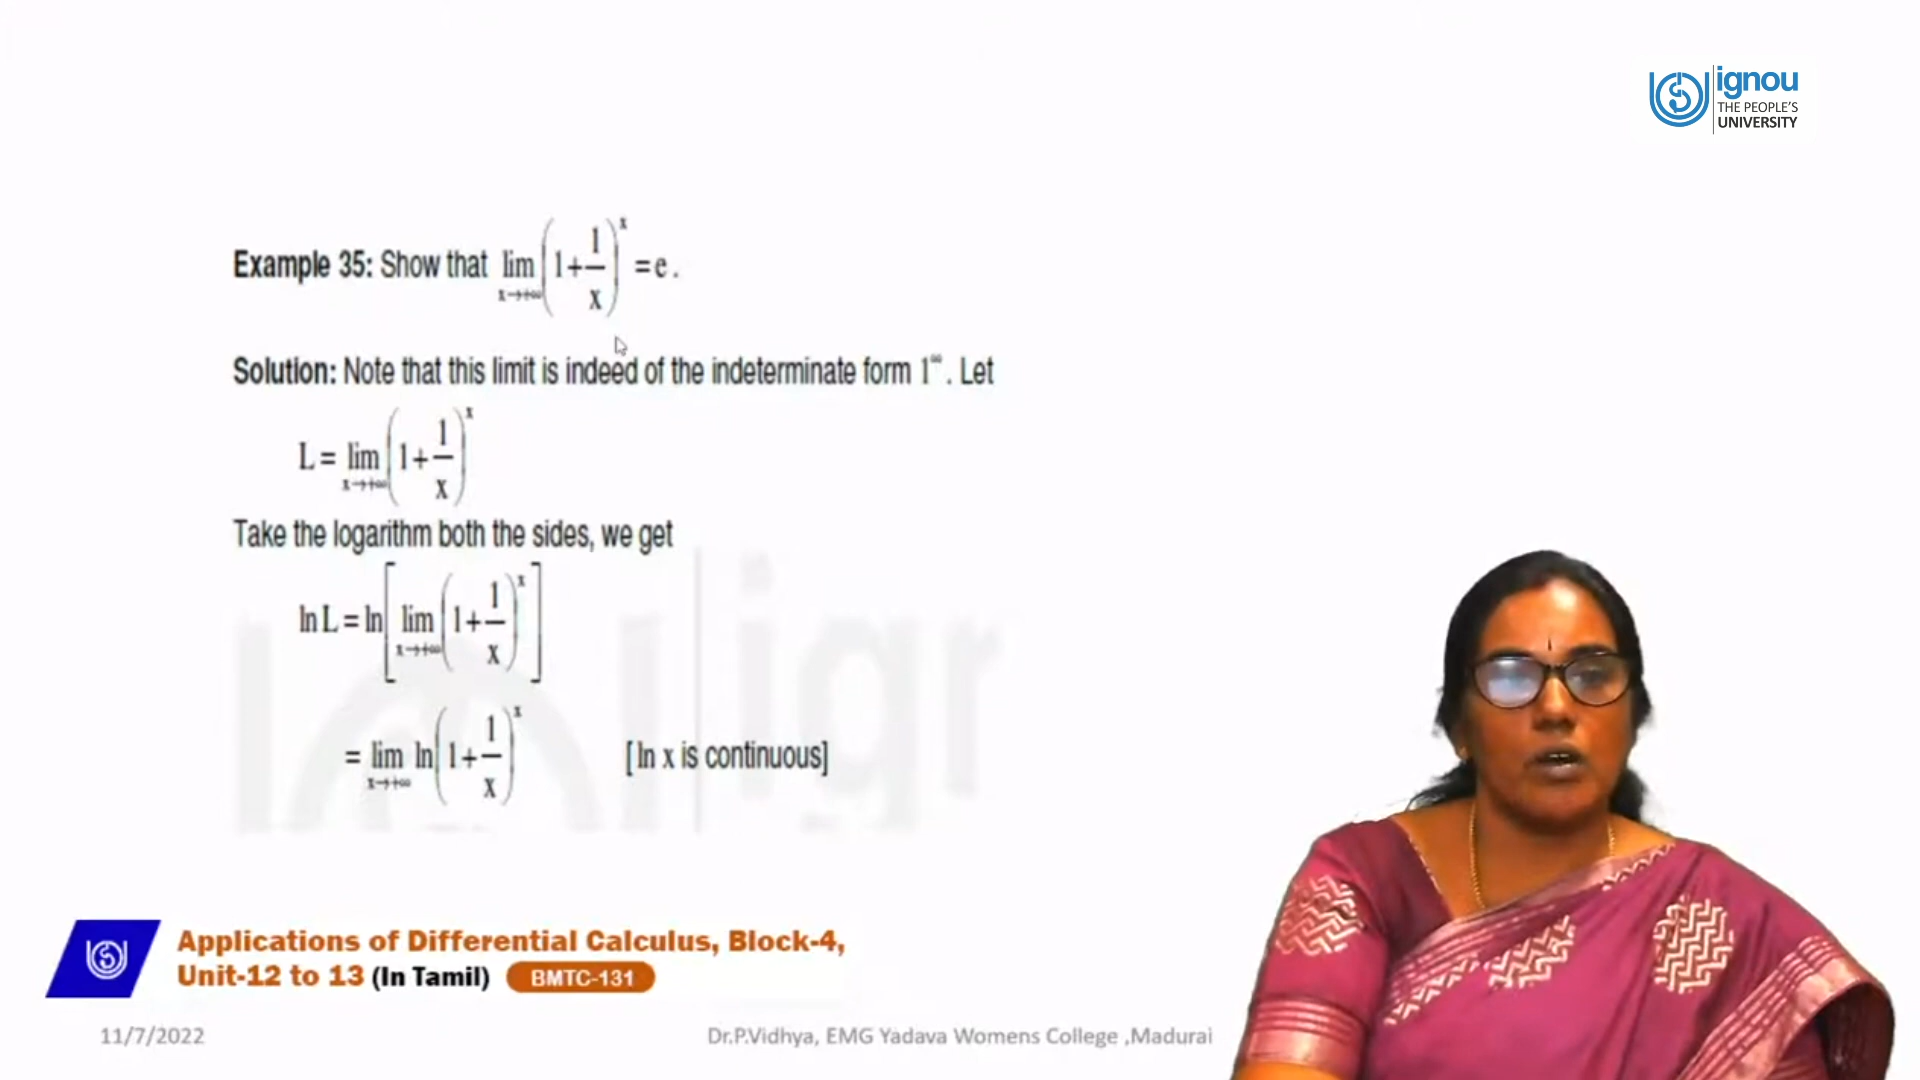 ignou
THE PEOPLE'S
UNIVERSITY
Example 35: Show that lim x→+∞ (1+1/x)^x = e .
Solution: Note that this limit is indeed of the indeterminate form 1^∞ . Let
L = lim x→+∞ (1+1/x)^x
Take the logarithm both the sides, we get
ln L = ln[ lim x→+∞ (1+1/x)^x ]
= lim x→+∞ ln(1+1/x)^x [ln x is continuous]
igr
Applications of Differential Calculus, Block-4,
Unit-12 to 13 (In Tamil) BMTC-131
11/7/2022 Dr.P.Vidhya, EMG Yadava Womens College ,Madurai